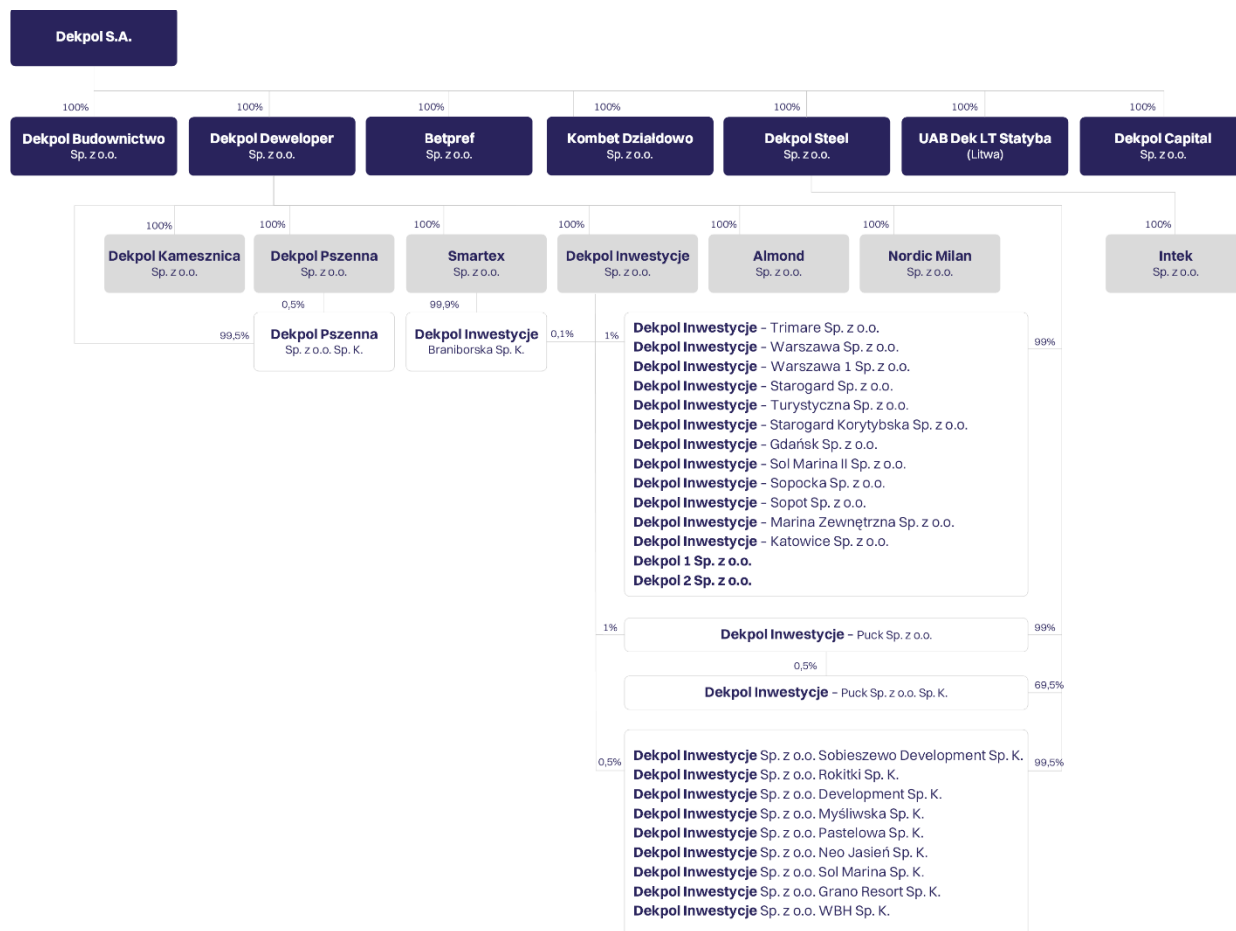 Dekpol S.A.
100%
100%
100%
100%
100%
100%
100%
Dekpol Budownictwo
Sp. z o.o.
Dekpol Deweloper
Sp. z o.o.
Betpref
Sp. z o.o.
Kombet Działdowo
Sp. z o.o.
Dekpol Steel
Sp. z o.o.
UAB Dek LT Statyba
(Litwa)
Dekpol Capital
Sp. z o.o.
100%
100%
100%
100%
100%
100%
100%
Dekpol Kamesznica
Sp. z o.o.
Dekpol Pszenna
Sp. z o.o.
Smartex
Sp. z o.o.
Dekpol Inwestycje
Sp. z o.o.
Almond
Sp. z o.o.
Nordic Milan
Sp. z o.o.
Intek
Sp. z o.o.
0,5%
99,9%
99,5%
Dekpol Pszenna
Sp. z o.o. Sp. K.
Dekpol Inwestycje
Braniborska Sp. K.
0,1%
1%
99%
Dekpol Inwestycje – Trimare Sp. z o.o.
Dekpol Inwestycje – Warszawa Sp. z o.o.
Dekpol Inwestycje – Warszawa 1 Sp. z o.o.
Dekpol Inwestycje – Starogard Sp. z o.o.
Dekpol Inwestycje – Turystyczna Sp. z o.o.
Dekpol Inwestycje – Starogard Korytybska Sp. z o.o.
Dekpol Inwestycje – Gdańsk Sp. z o.o.
Dekpol Inwestycje – Sol Marina II Sp. z o.o.
Dekpol Inwestycje – Sopocka Sp. z o.o.
Dekpol Inwestycje – Sopot Sp. z o.o.
Dekpol Inwestycje – Marina Zewnętrzna Sp. z o.o.
Dekpol Inwestycje – Katowice Sp. z o.o.
Dekpol 1 Sp. z o.o.
Dekpol 2 Sp. z o.o.
1%
Dekpol Inwestycje – Puck Sp. z o.o.
99%
0,5%
Dekpol Inwestycje – Puck Sp. z o.o. Sp. K.
69,5%
0,5%
99,5%
Dekpol Inwestycje Sp. z o.o. Sobieszewo Development Sp. K.
Dekpol Inwestycje Sp. z o.o. Rokitki Sp. K.
Dekpol Inwestycje Sp. z o.o. Development Sp. K.
Dekpol Inwestycje Sp. z o.o. Myśliwska Sp. K.
Dekpol Inwestycje Sp. z o.o. Pastelowa Sp. K.
Dekpol Inwestycje Sp. z o.o. Neo Jasień Sp. K.
Dekpol Inwestycje Sp. z o.o. Sol Marina Sp. K.
Dekpol Inwestycje Sp. z o.o. Grano Resort Sp. K.
Dekpol Inwestycje Sp. z o.o. WBH Sp. K.